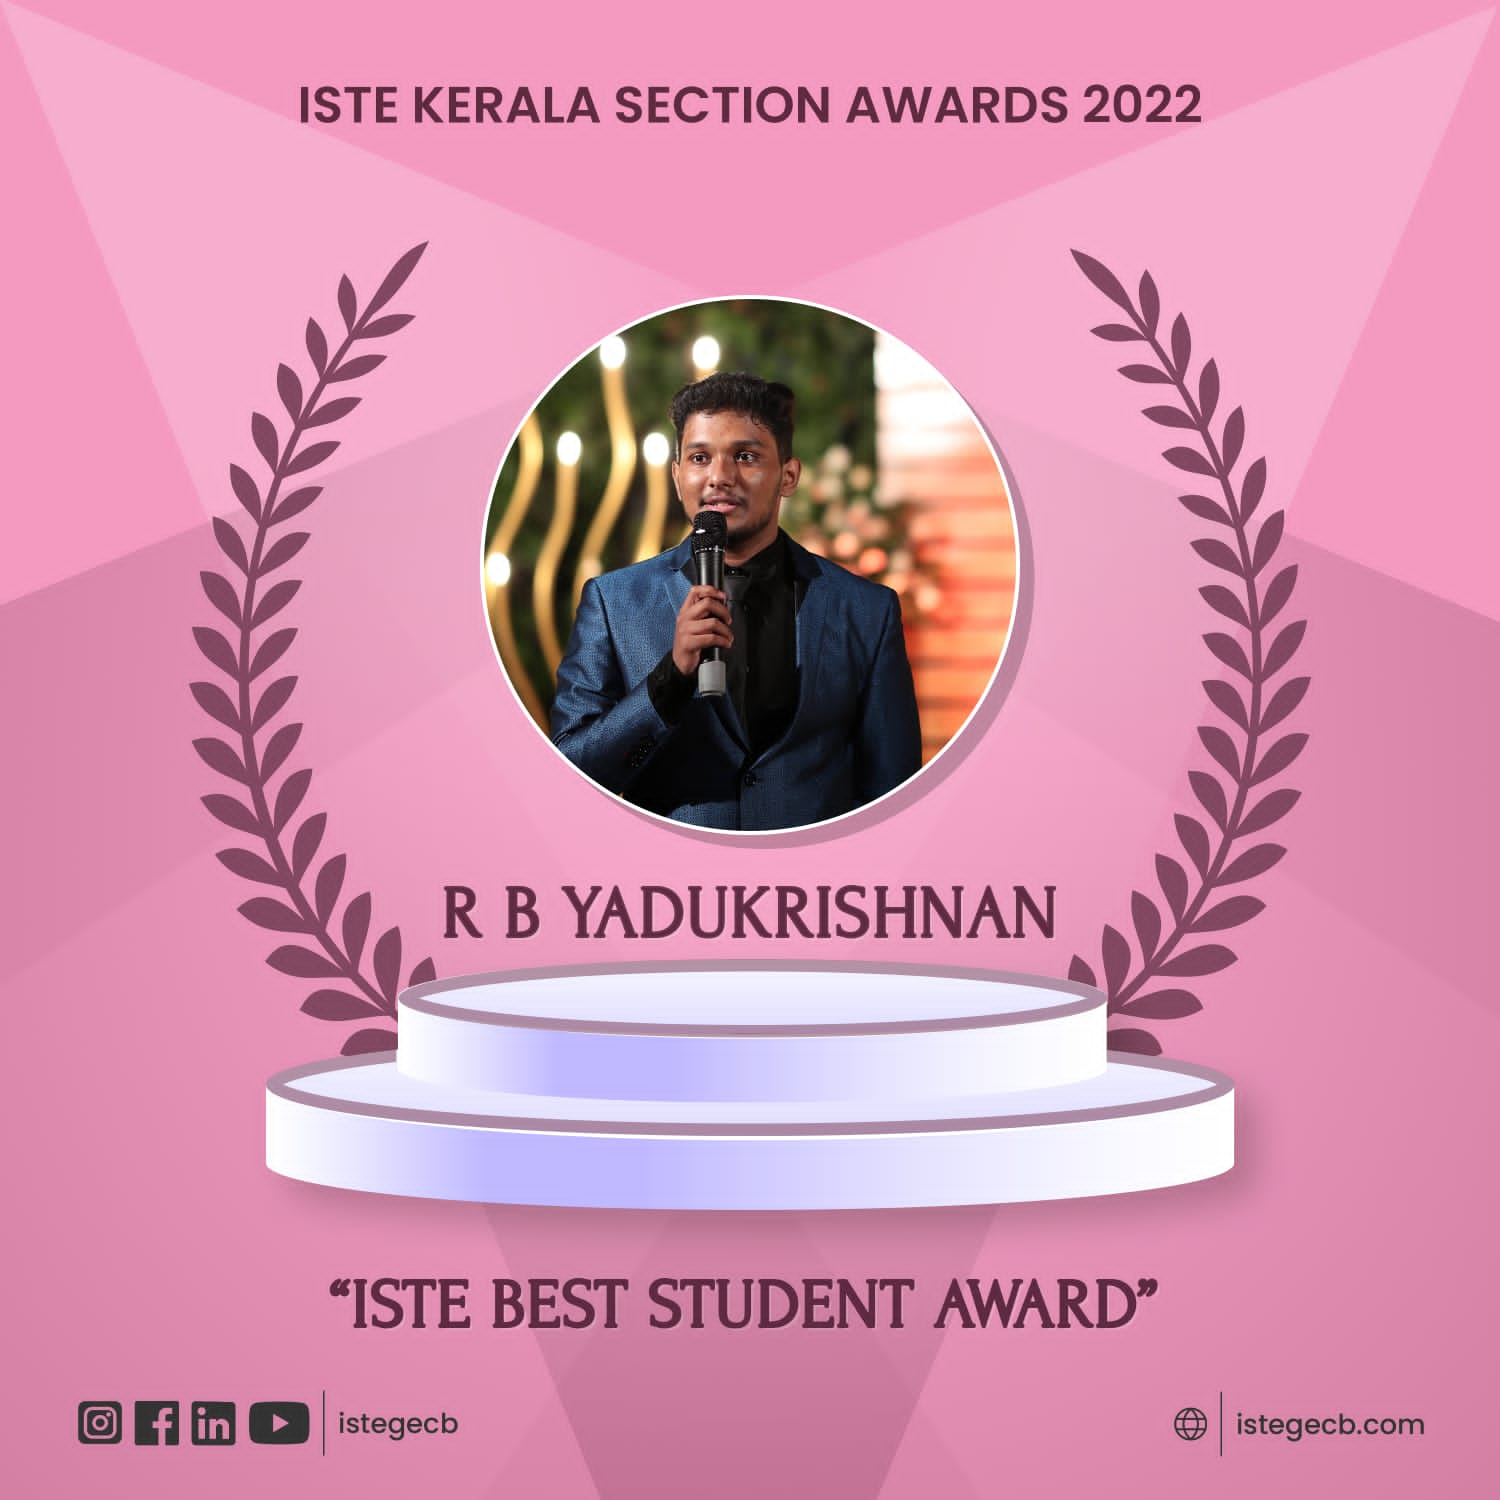 ISTE KERALA SECTION AWARDS 2022
R B YADUKRISHNAN
“ISTE BEST STUDENT AWARD”
istegecb
istegecb.com